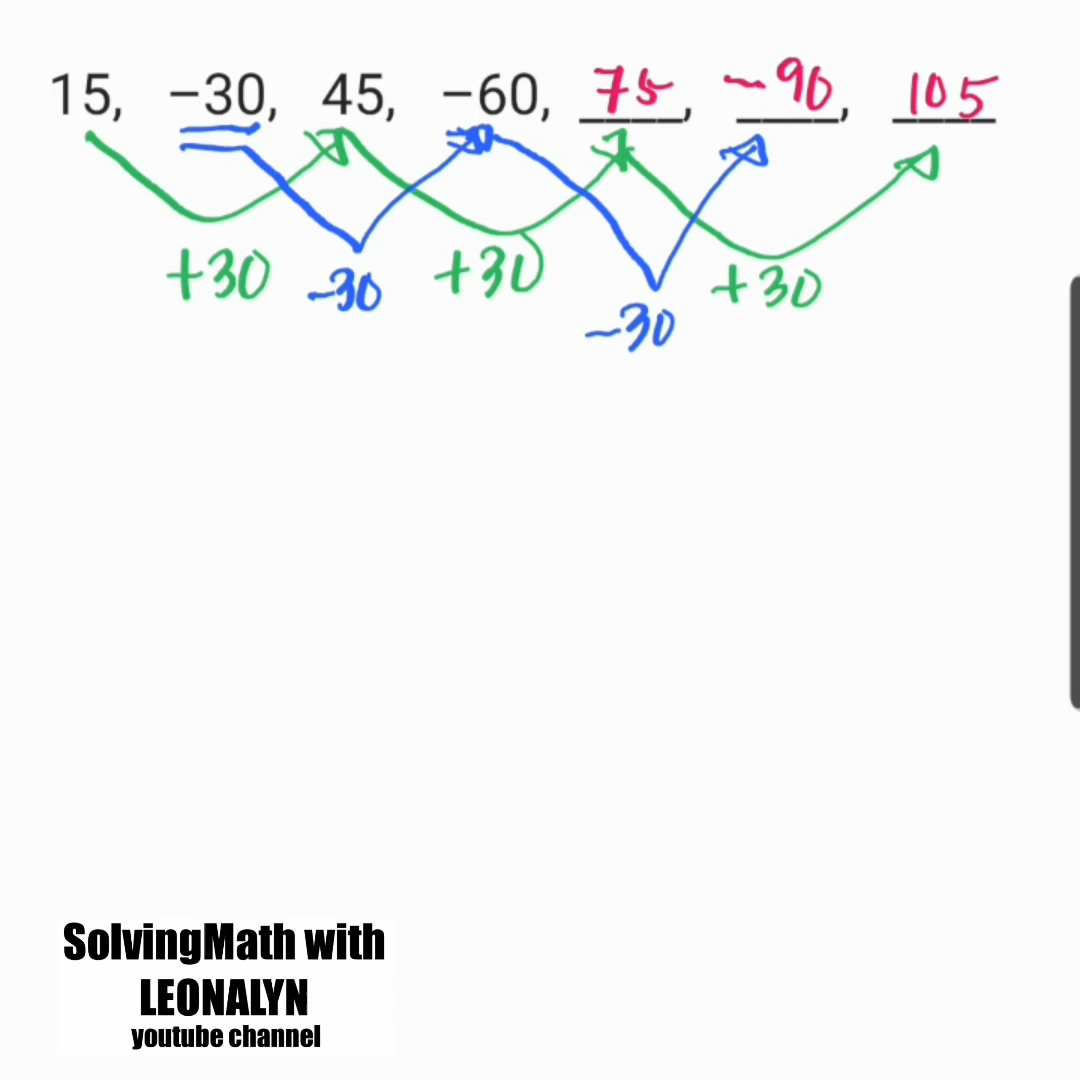 15, −30, 45, −60, 75, −90, 105
+30 −30 +30 −30 +30
SolvingMath with
LEONALYN
youtube channel